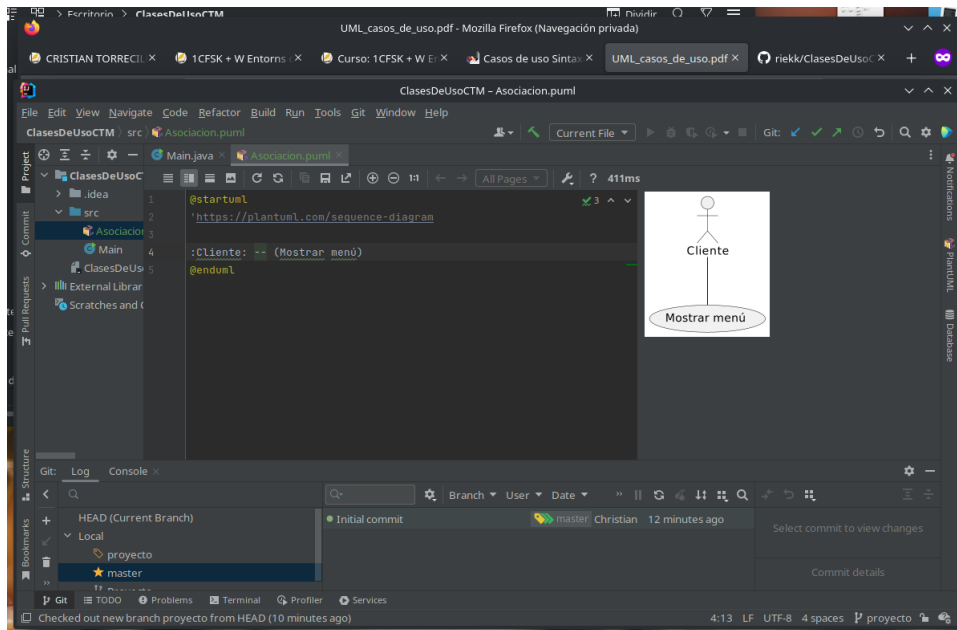 Escritorio > ClasesDeUsoCTM
Dividir
UML_casos_de_uso.pdf - Mozilla Firefox (Navegación privada)
CRISTIAN TORRECIL
1CFSK + W Entorns
Curso: 1CFSK + W En
Casos de uso Sintax
UML_casos_de_uso.pdf
riekk/ClasesDeUsoC
ClasesDeUsoCTM – Asociacion.puml
File Edit View Navigate Code Refactor Build Run Tools Git Window Help
ClasesDeUsoCTM src Asociacion.puml
Current File
Git:
Project
ClasesDeUsoC
Main.java
Asociacion.puml
All Pages
1:1
? 411ms
.idea
src
Asociacion
Main
ClasesDeUs
External Librar
Scratches and C
1 @startuml
2 'https://plantuml.com/sequence-diagram
3
4 :Cliente: -- (Mostrar menú)
5 @enduml
3
Cliente
Mostrar menú
Commit
Pull Requests
Structure
Bookmarks
Notifications
PlantUML
Database
Git: Log Console
Branch User Date
HEAD (Current Branch)
Local
proyecto
master
Initial commit
master Christian 12 minutes ago
Select commit to view changes
Commit details
Git TODO Problems Terminal Profiler Services
Checked out new branch proyecto from HEAD (10 minutes ago)
4:13 LF UTF-8 4 spaces proyecto